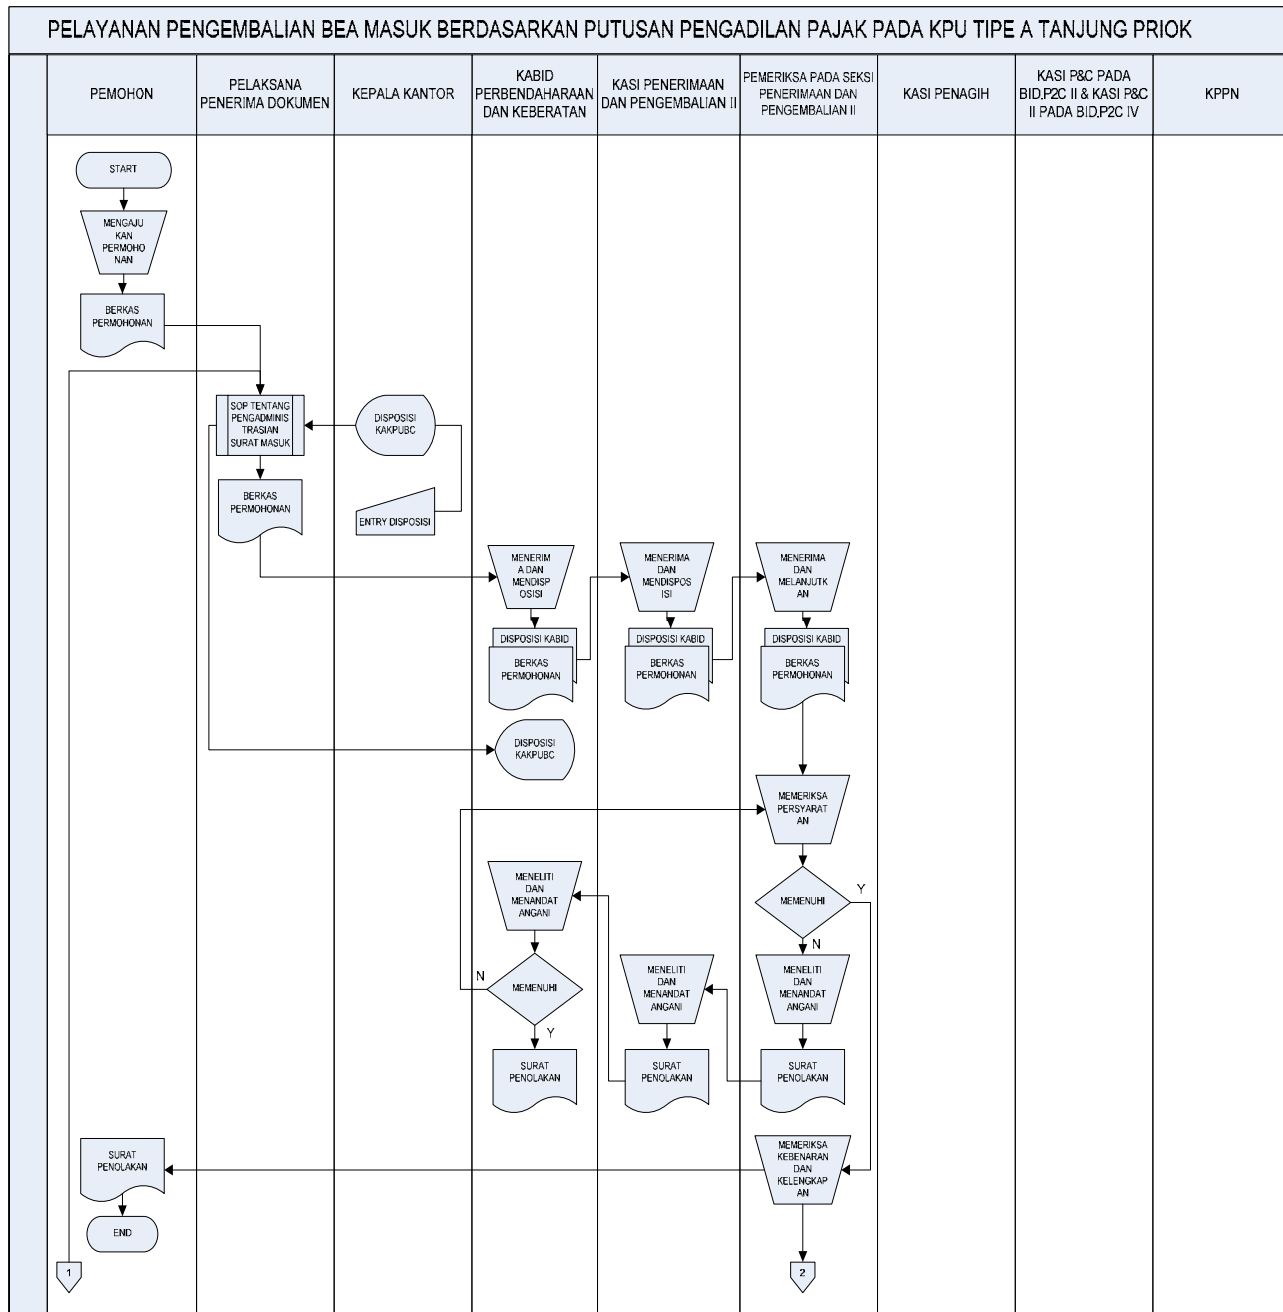 PELAYANAN PENGEMBALIAN BEA MASUK BERDASARKAN PUTUSAN PENGADILAN PAJAK PADA KPU TIPE A TANJUNG PRIOK
PEMOHON
PELAKSANA
PENERIMA DOKUMEN
KEPALA KANTOR
KABID
PERBENDAHARAAN
DAN KEBERATAN
KASI PENERIMAAN
DAN PENGEMBALIAN II
PEMERIKSA PADA SEKSI
PENERIMAAN DAN
PENGEMBALIAN II
KASI PENAGIH
KASI P&C PADA
BID.P2C II & KASI P&C
II PADA BID.P2C IV
KPPN
START
MENGAJU
KAN
PERMOHO
NAN
BERKAS
PERMOHONAN
SOP TENTANG
PENGADMINIS
TRASIAN
SURAT MASUK
DISPOSISI
KAKPUBC
BERKAS
PERMOHONAN
ENTRY DISPOSISI
MENERIM
A DAN
MENDISP
OSISI
MENERIMA
DAN
MENDISPOS
ISI
MENERIMA
DAN
MELANJUTK
AN
DISPOSISI KABID
BERKAS
PERMOHONAN
DISPOSISI KABID
BERKAS
PERMOHONAN
DISPOSISI KABID
BERKAS
PERMOHONAN
DISPOSISI
KAKPUBC
MEMERIKSA
PERSYARAT
AN
MENELITI
DAN
MENANDAT
ANGANI
MEMENUHI
Y
N
MEMENUHI
N
Y
MENELITI
DAN
MENANDAT
ANGANI
MENELITI
DAN
MENANDAT
ANGANI
SURAT
PENOLAKAN
SURAT
PENOLAKAN
SURAT
PENOLAKAN
SURAT
PENOLAKAN
MEMERIKSA
KEBENARAN
DAN
KELENGKAP
AN
END
1
2